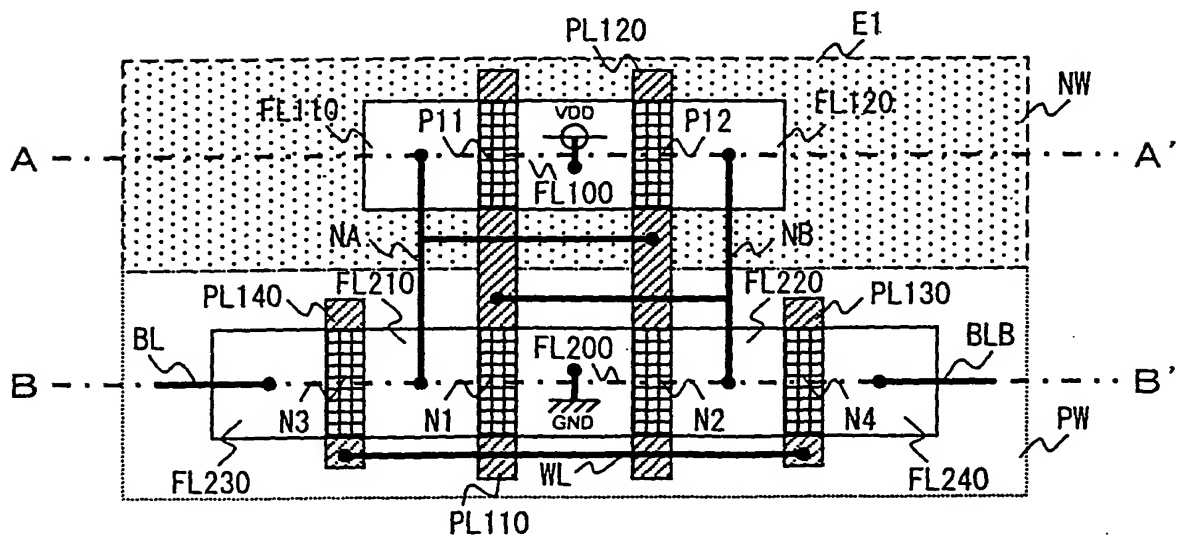 PL120
E1
NW
FL110
P11
VDD
P12
FL120
A
A'
FL100
NA
NB
FL210
FL220
PL140
PL130
BL
FL200
BLB
B
B'
N3
N1
GND
N2
N4
PW
FL230
WL
FL240
PL110